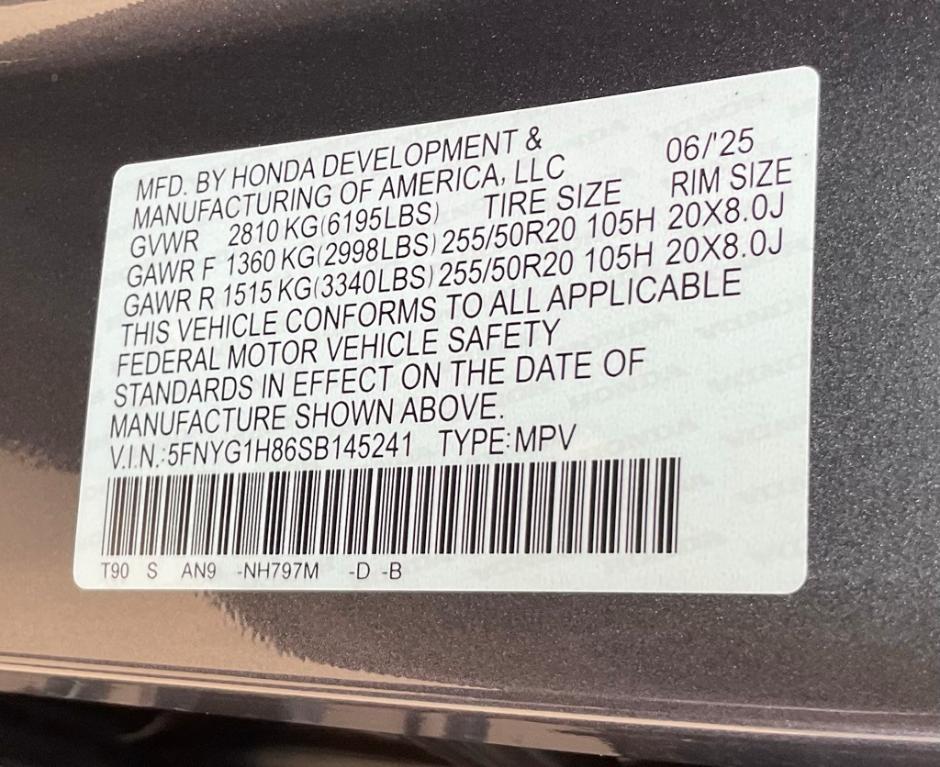 MFD. BY HONDA DEVELOPMENT &
MANUFACTURING OF AMERICA, LLC 06/'25
GVWR 2810 KG(6195LBS) TIRE SIZE RIM SIZE
GAWR F 1360 KG(2998LBS) 255/50R20 105H 20X8.0J
GAWR R 1515 KG(3340LBS) 255/50R20 105H 20X8.0J
THIS VEHICLE CONFORMS TO ALL APPLICABLE
FEDERAL MOTOR VEHICLE SAFETY
STANDARDS IN EFFECT ON THE DATE OF
MANUFACTURE SHOWN ABOVE.
V.I.N.:5FNYG1H86SB145241 TYPE:MPV
T90 S -AN9 -NH797M -D -B